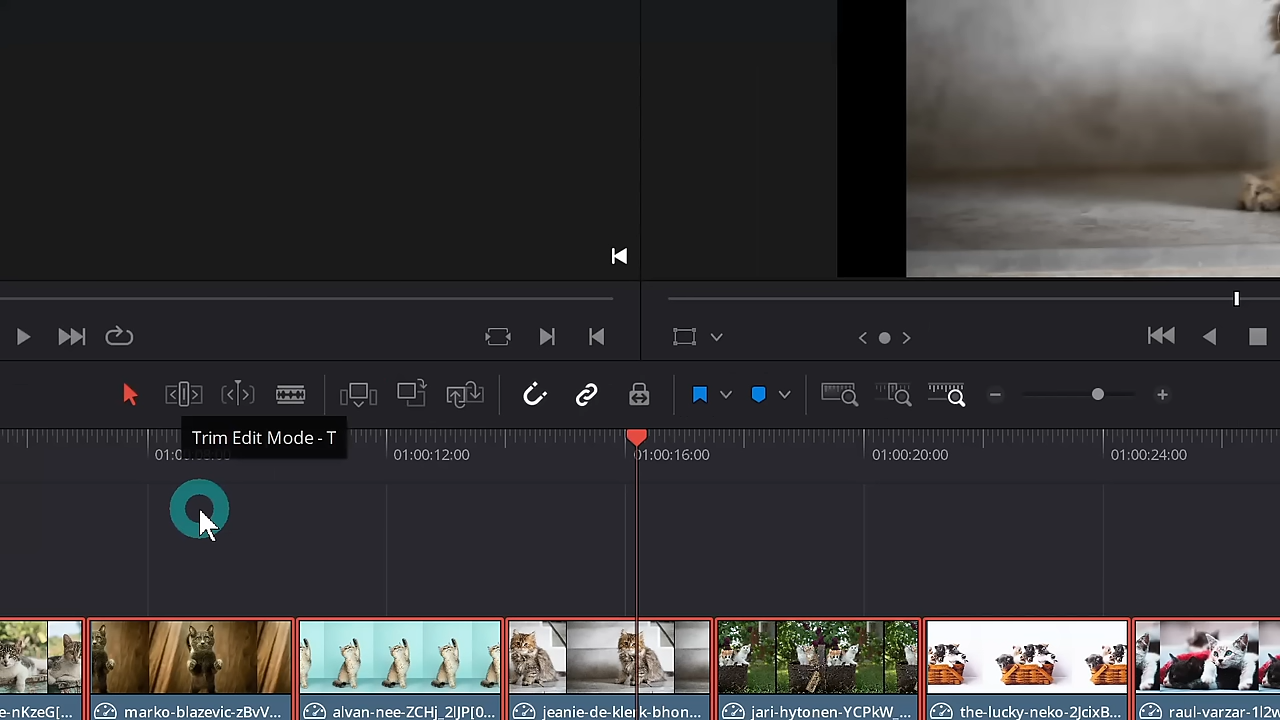 Trim Edit Mode - T
01:00:12:00
01:00:16:00
01:00:20:00
01:00:24:00
e-nKzeG[...
marko-blazevic-zBvV...
alvan-nee-ZCHj_2lJP[0...
jeanie-de-klerk-bhon...
jari-hytonen-YCPkW_...
the-lucky-neko-2JcixB...
raul-varzar-1l2v